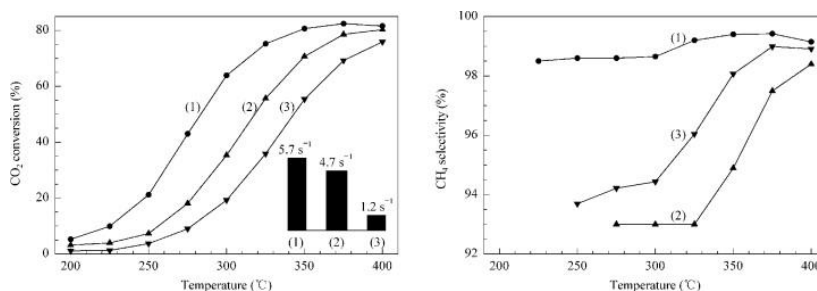 80
60
40
20
0
CO₂ conversion (%)
(1)
(2)
(3)
5.7 s⁻¹
4.7 s⁻¹
1.2 s⁻¹
(1) (2) (3)
200 250 300 350 400
Temperature (℃)
100
98
96
94
92
CH₄ selectivity (%)
(1)
(3)
(2)
200 250 300 350 400
Temperature (℃)